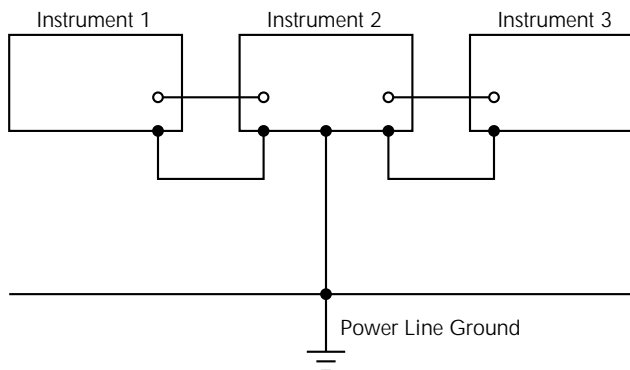 Instrument 1
Instrument 2
Instrument 3
Power Line Ground